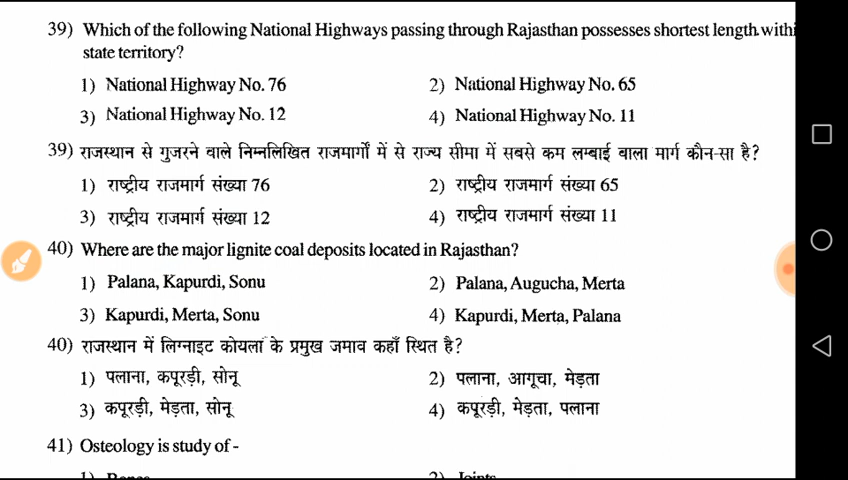 39) Which of the following National Highways passing through Rajasthan possesses shortest length withi
state territory?
1) National Highway No. 76 2) National Highway No. 65
3) National Highway No. 12 4) National Highway No. 11
39) राजस्थान से गुजरने वाले निम्नलिखित राजमार्गों में से राज्य सीमा में सबसे कम लम्बाई वाला मार्ग कौन-सा है?
1) राष्ट्रीय राजमार्ग संख्या 76 2) राष्ट्रीय राजमार्ग संख्या 65
3) राष्ट्रीय राजमार्ग संख्या 12 4) राष्ट्रीय राजमार्ग संख्या 11
40) Where are the major lignite coal deposits located in Rajasthan?
1) Palana, Kapurdi, Sonu 2) Palana, Augucha, Merta
3) Kapurdi, Merta, Sonu 4) Kapurdi, Merta, Palana
40) राजस्थान में लिग्नाइट कोयला के प्रमुख जमाव कहाँ स्थित है?
1) पलाना, कपूरड़ी, सोनू 2) पलाना, आगूचा, मेड़ता
3) कपूरड़ी, मेड़ता, सोनू 4) कपूरड़ी, मेड़ता, पलाना
41) Osteology is study of -
1) Bones 2) Joints